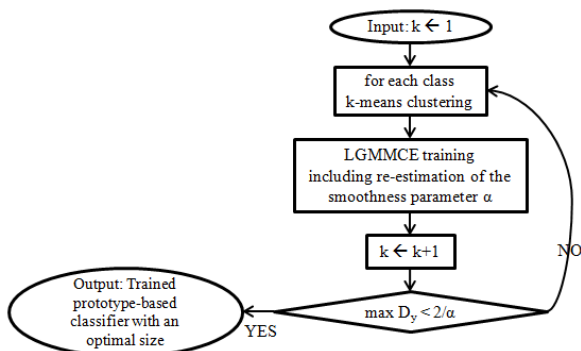 Input: k ← 1
for each class
k-means clustering
LGMMCE training
including re-estimation of the
smoothness parameter α
k ← k+1
NO
max Dy < 2/α
YES
Output: Trained
prototype-based
classifier with an
optimal size